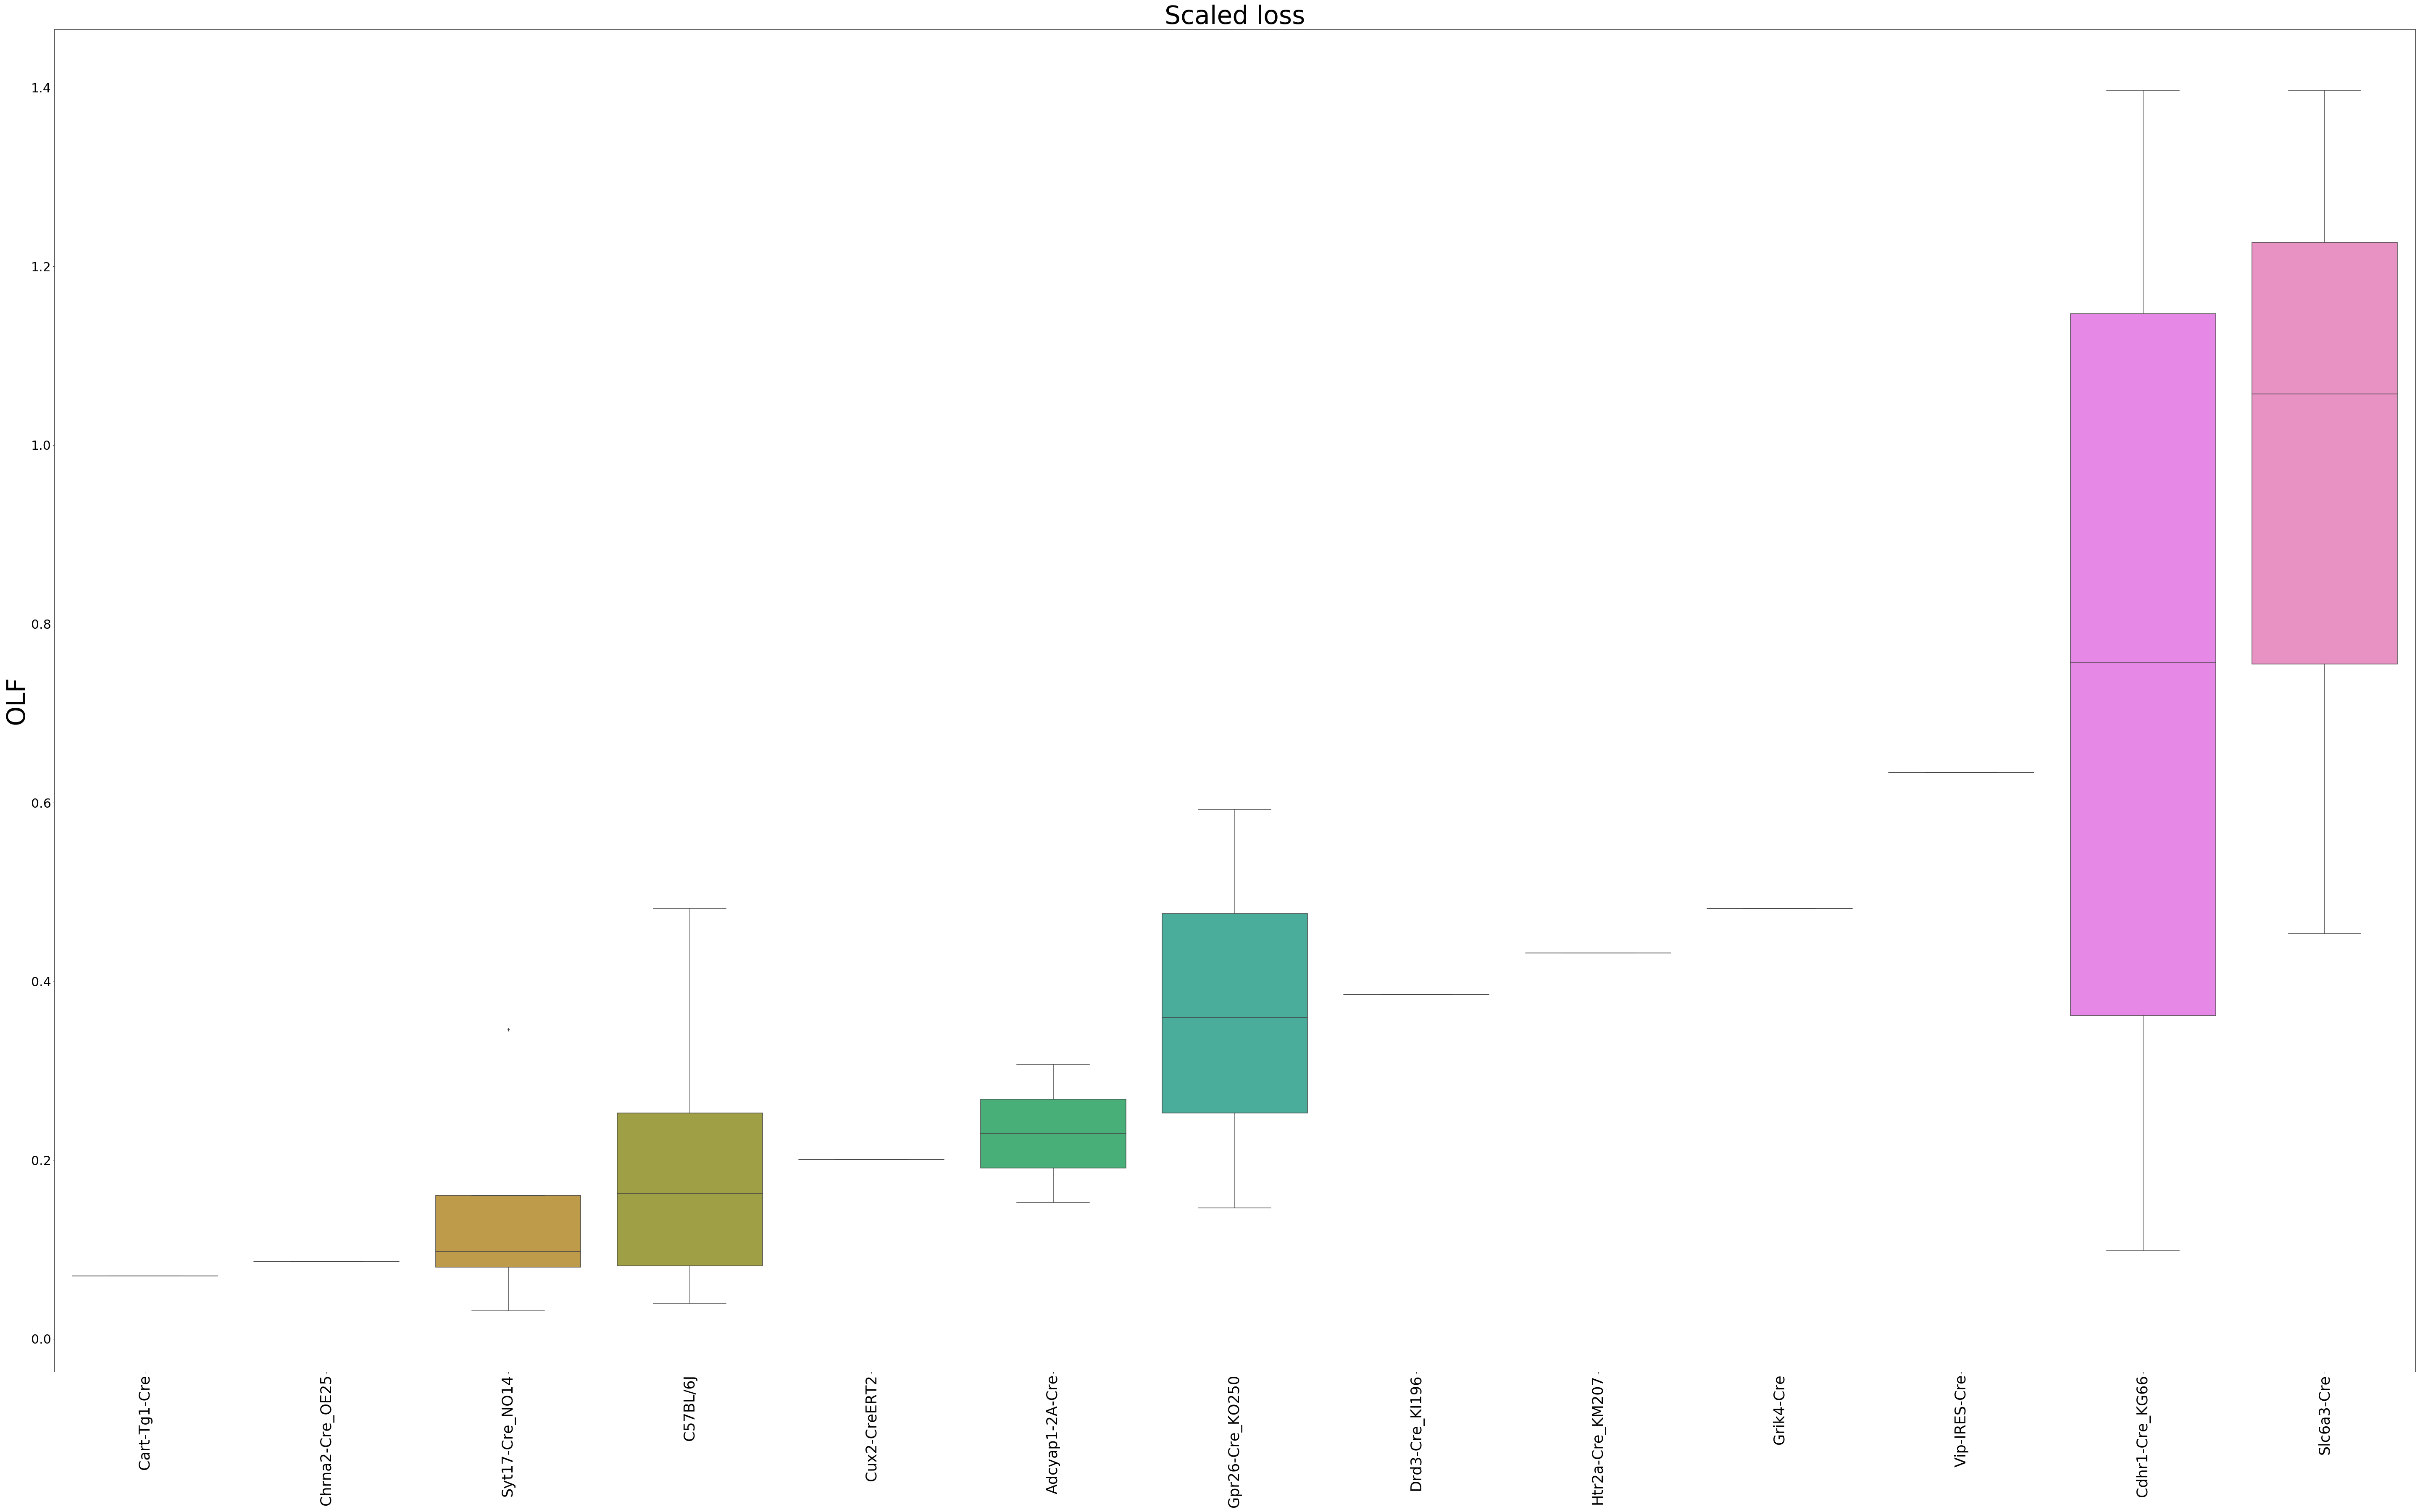 Scaled loss
OLF
1.4
1.2
1.0
0.8
0.6
0.4
0.2
0.0
Cart-Tg1-Cre
Chrna2-Cre_OE25
Syt17-Cre_NO14
C57BL/6J
Cux2-CreERT2
Adcyap1-2A-Cre
Gpr26-Cre_KO250
Drd3-Cre_KI196
Htr2a-Cre_KM207
Grik4-Cre
Vip-IRES-Cre
Cdhr1-Cre_KG66
Slc6a3-Cre